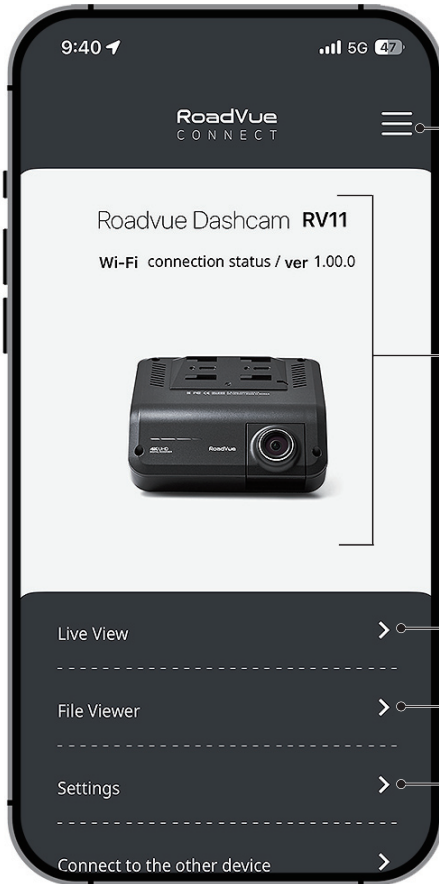 9:40
5G 47
RoadVue
CONNECT
Roadvue Dashcam RV11
Wi-Fi connection status / ver 1.00.0
RoadVue
Live View
File Viewer
Settings
Connect to the other device